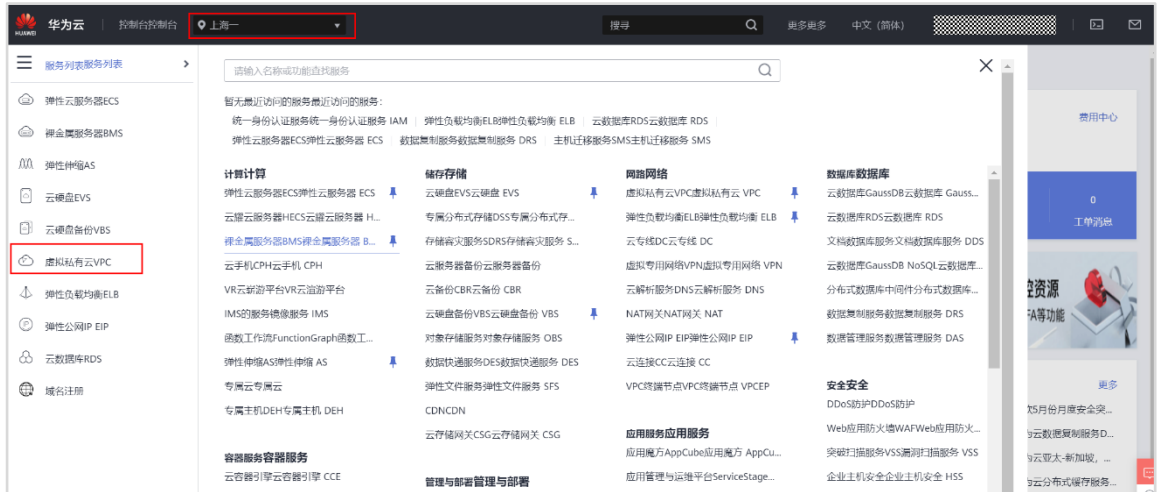 HUAWEI 华为云 控制台控制台 上海一 搜寻 更多更多 中文（简体）
服务列表服务列表 >
弹性云服务器ECS
裸金属服务器BMS
弹性伸缩AS
云硬盘EVS
云硬盘备份VBS
虚拟私有云VPC
弹性负载均衡ELB
弹性公网IP EIP
云数据库RDS
域名注册
请输入名称或功能查找服务
暂无最近访问的服务最近访问的服务:
统一身份认证服务统一身份认证服务 IAM 弹性负载均衡ELB弹性负载均衡 ELB 云数据库RDS云数据库 RDS
弹性云服务器ECS弹性云服务器 ECS 数据复制服务数据复制服务 DRS 主机迁移服务SMS主机迁移服务 SMS
计算计算
弹性云服务器ECS弹性云服务器 ECS
云耀云服务器HECS云耀云服务器 H...
裸金属服务器BMS裸金属服务器 B...
云手机CPH云手机 CPH
VR云渲游平台VR云渲游平台
IMS的服务镜像服务 IMS
函数工作流FunctionGraph函数工...
弹性伸缩AS弹性伸缩 AS
专属云专属云
专属主机DEH专属主机 DEH
容器服务容器服务
云容器引擎云容器引擎 CCE
储存存储
云硬盘EVS云硬盘 EVS
专属分布式存储DSS专属分布式存...
存储容灾服务SDRS存储容灾服务 S...
云服务器备份云服务器备份
云备份CBR云备份 CBR
云硬盘备份VBS云硬盘备份 VBS
对象存储服务对象存储服务 OBS
数据快递服务DES数据快递服务 DES
弹性文件服务弹性文件服务 SFS
CDNCDN
云存储网关CSG云存储网关 CSG
管理与部署管理与部署
网路网络
虚拟私有云VPC虚拟私有云 VPC
弹性负载均衡ELB弹性负载均衡 ELB
云专线DC云专线 DC
虚拟专用网络VPN虚拟专用网络 VPN
云解析服务DNS云解析服务 DNS
NAT网关NAT网关 NAT
弹性公网IP EIP弹性公网IP EIP
云连接CC云连接 CC
VPC终端节点VPC终端节点 VPCEP
应用服务应用服务
应用魔方 AppCube应用魔方 AppCu...
应用管理与运维平台ServiceStage...
数据库数据库
云数据库GaussDB云数据库 Gauss...
云数据库RDS云数据库 RDS
文档数据库服务文档数据库服务 DDS
云数据库GaussDB NoSQL云数据库...
分布式数据库中间件分布式数据库...
数据复制服务数据复制服务 DRS
数据管理服务数据管理服务 DAS
安全安全
DDoS防护DDoS防护
Web应用防火墙WAFWeb应用防火...
突破扫描服务VSS漏洞扫描服务 VSS
企业主机安全企业主机安全 HSS
费用中心
0
工单消息
控资源
FA等功能
更多
欠5月份月度安全突...
为云数据复制服务D...
为云亚太-新加坡，...
为云分布式缓存服务...